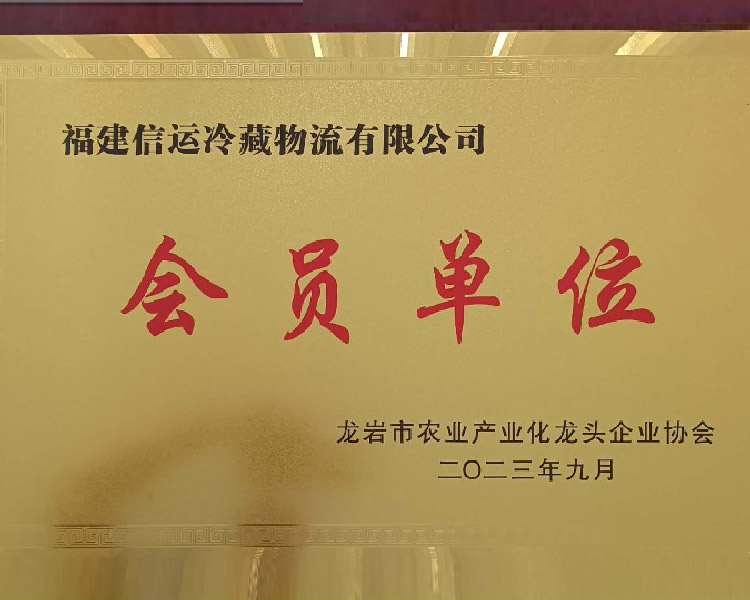 福建信运冷藏物流有限公司
会员单位
龙岩市农业产业化龙头企业协会
二〇二三年九月